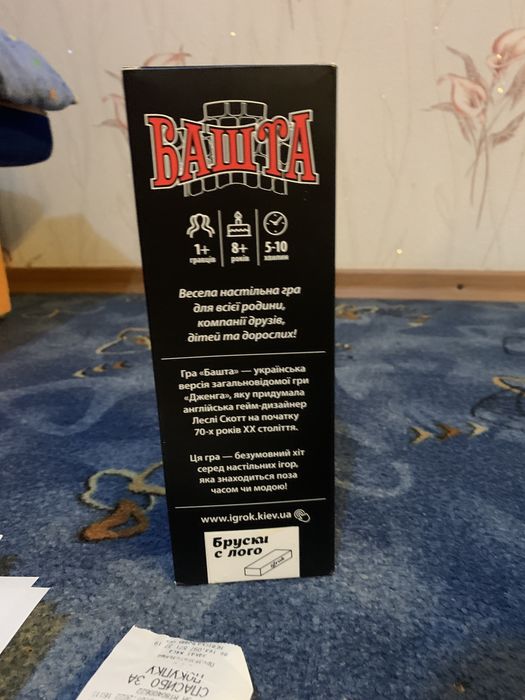 БАШТА
1+ 8+ 5-10
гравців років хвилин
Весела настільна гра
для всієї родини,
компанії друзів,
дітей та дорослих!
Гра «Башта» — українська
версія загальновідомої гри
«Дженга», яку придумала
англійська гейм-дизайнер
Леслі Скотт на початку
70-х років XX століття.
Ця гра — безумовний хіт
серед настільних ігор,
яка знаходиться поза
часом чи модою!
www.igrok.kiev.ua
Бруски
с лого
igrok
СПАСИБО ЗА
ПОКУПКУ